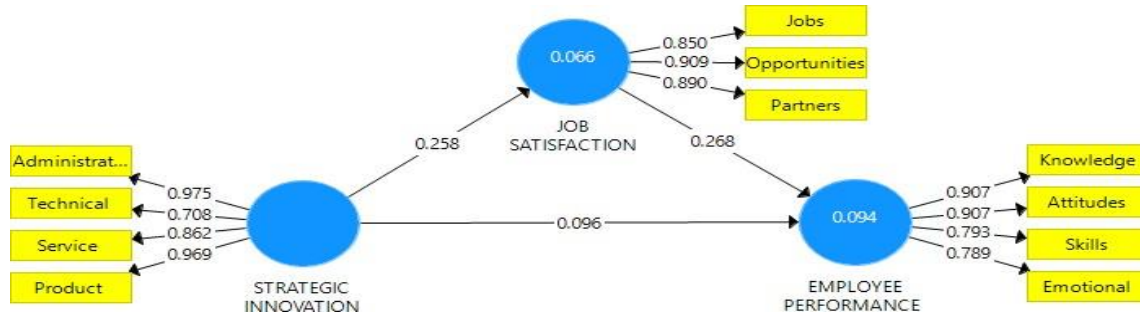 Jobs
0.850
0.066
0.909
Opportunities
0.890
Partners
JOB
SATISFACTION
0.258
0.268
Administrat...
0.975
Technical
0.708
Service
0.862
Product
0.969
STRATEGIC
INNOVATION
0.096
0.094
Knowledge
0.907
Attitudes
0.907
Skills
0.793
Emotional
0.789
EMPLOYEE
PERFORMANCE